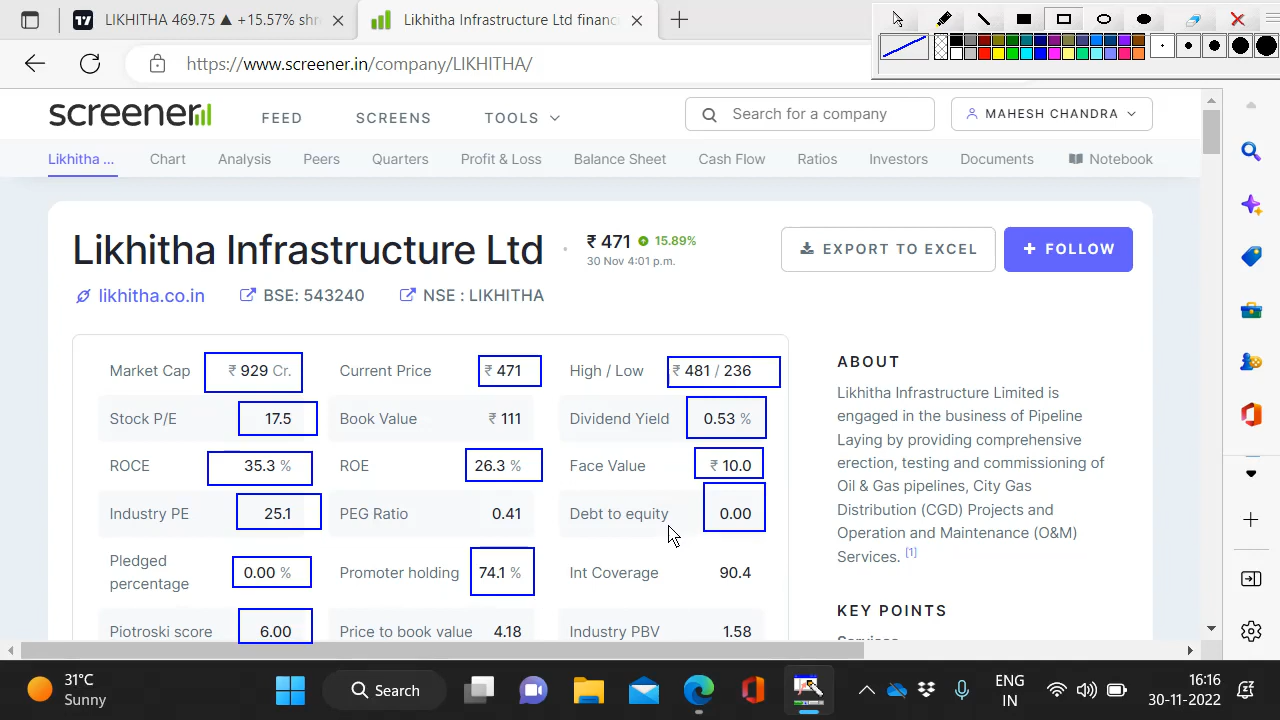 LIKHITHA 469.75 ▲ +15.57%
Likhitha Infrastructure Ltd
https://www.screener.in/company/LIKHITHA/
screener
FEED SCREENS TOOLS
Search for a company
MAHESH CHANDRA
Likhitha ... Chart Analysis Peers Quarters Profit & Loss Balance Sheet Cash Flow Ratios Investors Documents Notebook
Likhitha Infrastructure Ltd
₹ 471 15.89%
30 Nov 4:01 p.m.
EXPORT TO EXCEL
+ FOLLOW
likhitha.co.in BSE: 543240 NSE : LIKHITHA
Market Cap ₹ 929 Cr. Current Price ₹ 471 High / Low ₹ 481 / 236
Stock P/E 17.5 Book Value ₹ 111 Dividend Yield 0.53 %
ROCE 35.3 % ROE 26.3 % Face Value ₹ 10.0
Industry PE 25.1 PEG Ratio 0.41 Debt to equity 0.00
Pledged
percentage 0.00 % Promoter holding 74.1 % Int Coverage 90.4
Piotroski score 6.00 Price to book value 4.18 Industry PBV 1.58
ABOUT
Likhitha Infrastructure Limited is
engaged in the business of Pipeline
Laying by providing comprehensive
erection, testing and commissioning of
Oil & Gas pipelines, City Gas
Distribution (CGD) Projects and
Operation and Maintenance (O&M)
Services. [1]
KEY POINTS
31°C
Sunny
Search
ENG
IN
16:16
30-11-2022